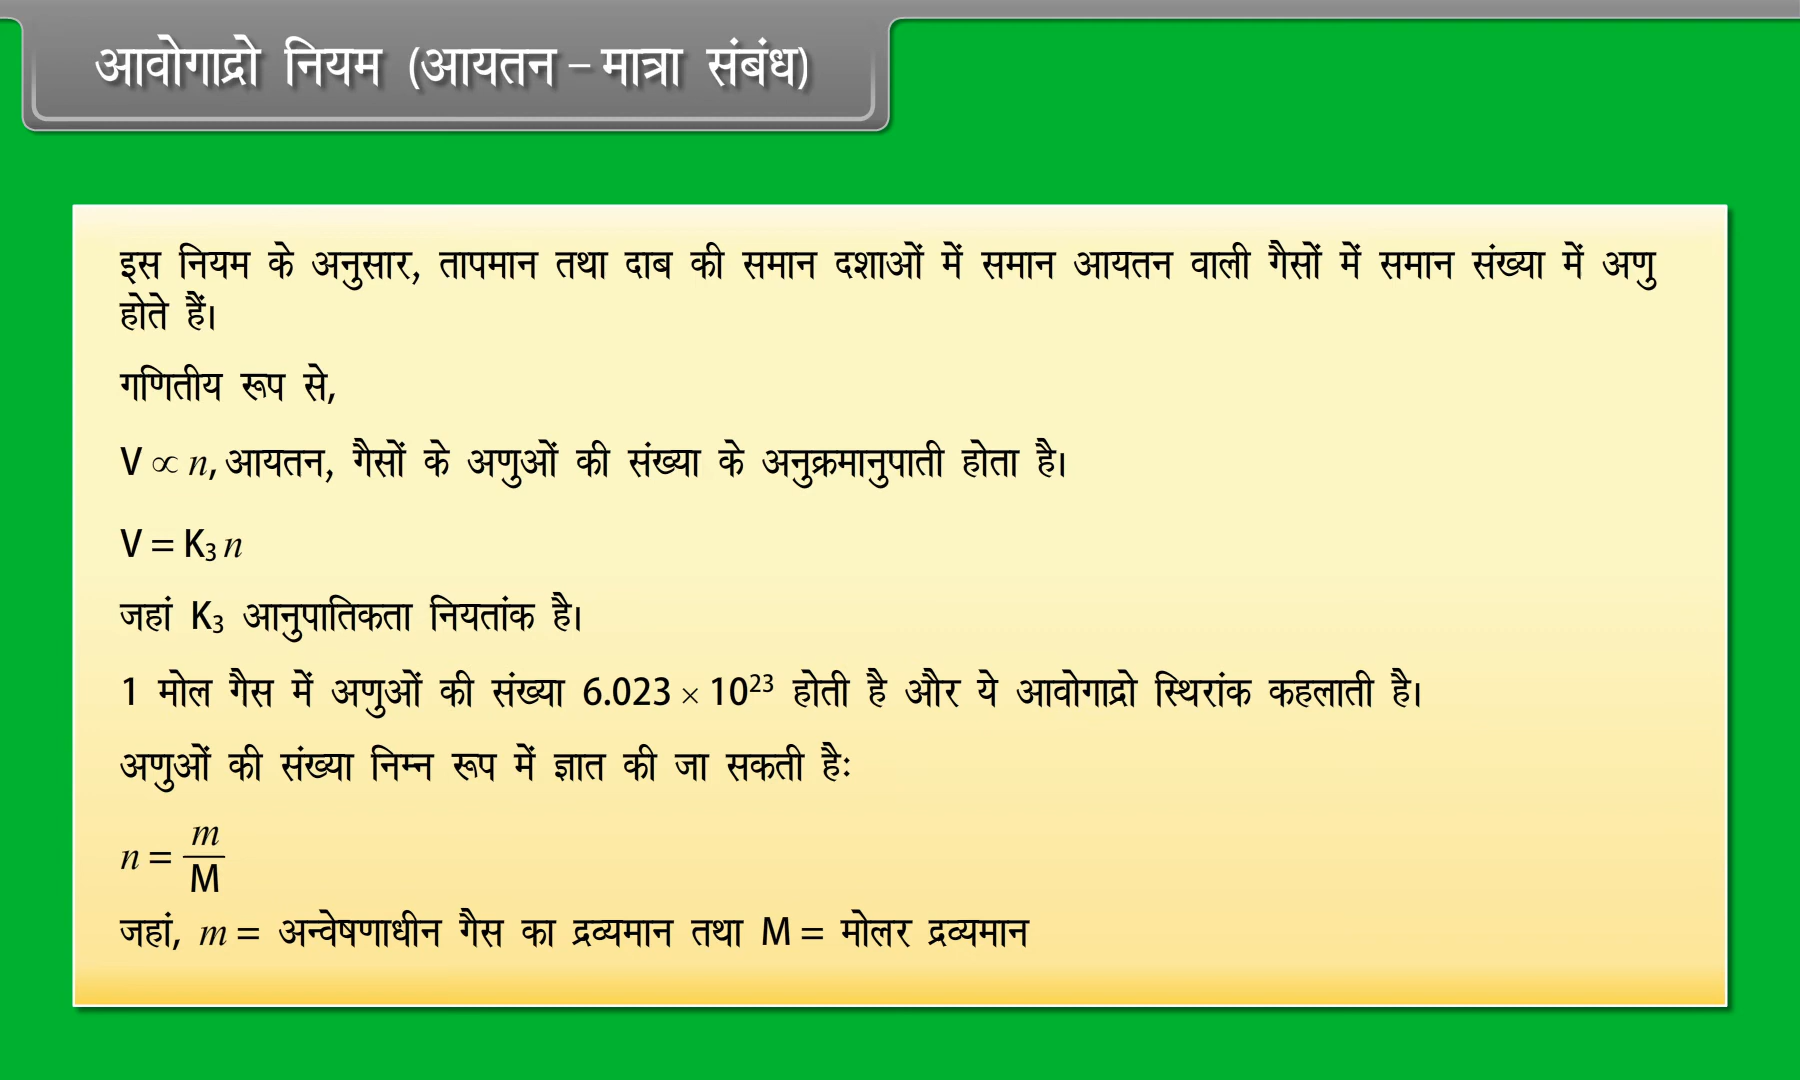 आवोगाद्रो नियम (आयतन – मात्रा संबंध)
इस नियम के अनुसार, तापमान तथा दाब की समान दशाओं में समान आयतन वाली गैसों में समान संख्या में अणु
होते हैं।
गणितीय रूप से,
V ∝ n, आयतन, गैसों के अणुओं की संख्या के अनुक्रमानुपाती होता है।
V = K₃ n
जहां K₃ आनुपातिकता नियतांक है।
1 मोल गैस में अणुओं की संख्या 6.023 × 10²³ होती है और ये आवोगाद्रो स्थिरांक कहलाती है।
अणुओं की संख्या निम्न रूप में ज्ञात की जा सकती हैः
n = m/M
जहां, m = अन्वेषणाधीन गैस का द्रव्यमान तथा M = मोलर द्रव्यमान